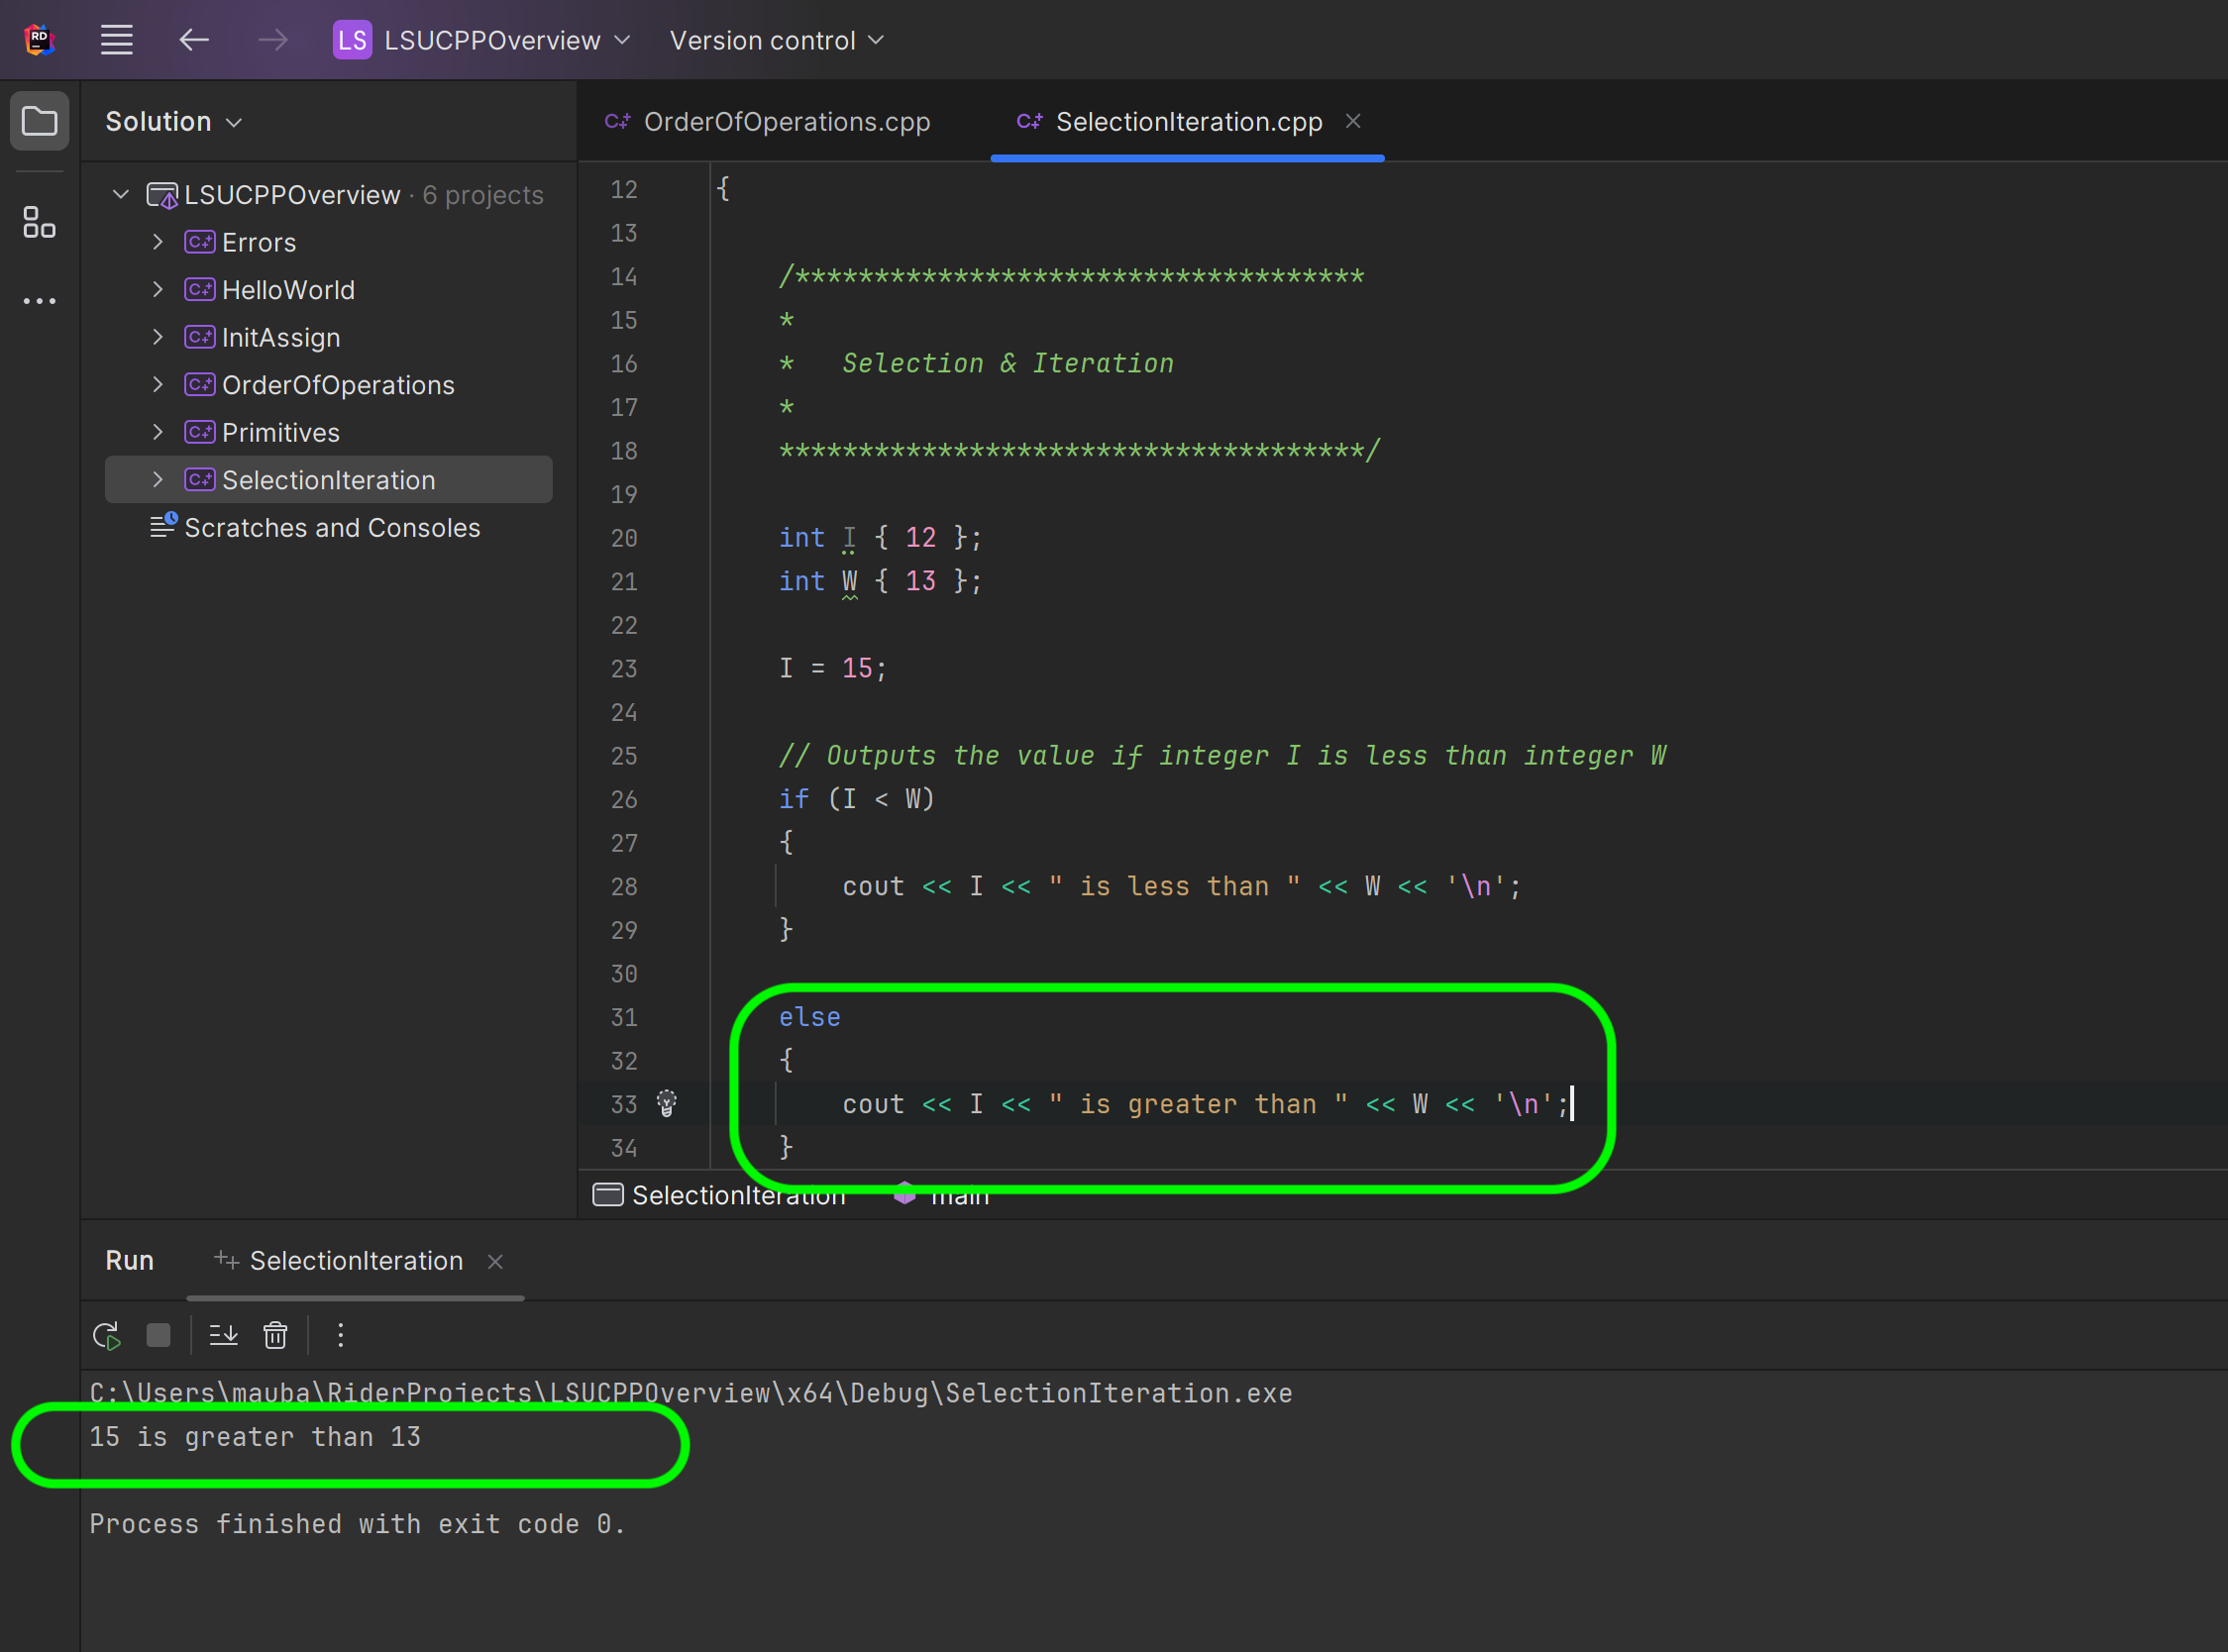 RD
LS LSUCPPOverview Version control
Solution
LSUCPPOverview · 6 projects
C++ Errors
C++ HelloWorld
C++ InitAssign
C++ OrderOfOperations
C++ Primitives
C++ SelectionIteration
Scratches and Consoles
C++ OrderOfOperations.cpp C++ SelectionIteration.cpp
12 {
13
14 /************************************
15 *
16 * Selection & Iteration
17 *
18 *************************************/
19
20 int I { 12 };
21 int W { 13 };
22
23 I = 15;
24
25 // Outputs the value if integer I is less than integer W
26 if (I < W)
27 {
28 cout << I << " is less than " << W << '\n';
29 }
30
31 else
32 {
33 cout << I << " is greater than " << W << '\n';
34 }
SelectionIteration main
Run SelectionIteration
C:\Users\mauba\RiderProjects\LSUCPPOverview\x64\Debug\SelectionIteration.exe
15 is greater than 13
Process finished with exit code 0.